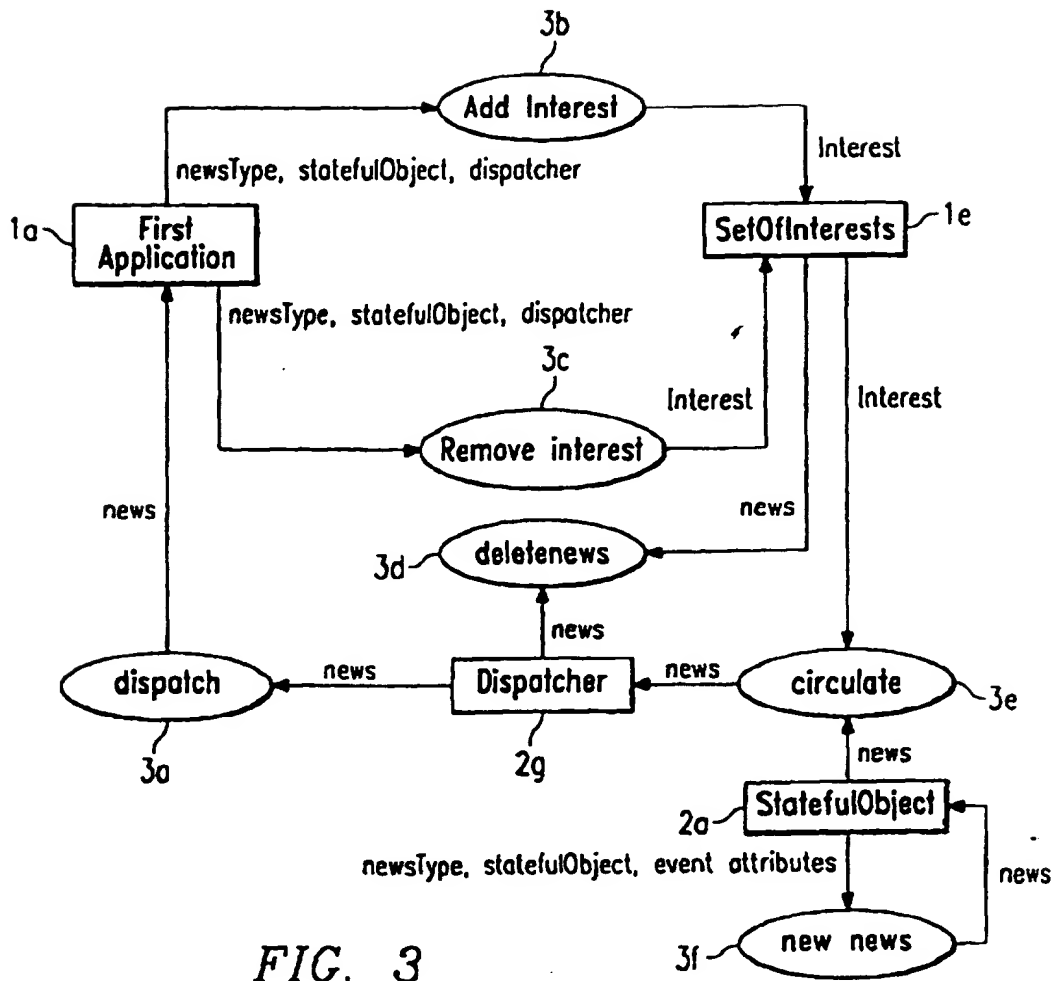 3b
Add Interest
Interest
newsType, statefulObject, dispatcher
1a
First
Application
SetOfInterests
1e
newsType, statefulObject, dispatcher
3c
Interest
Interest
Remove interest
news
news
3d
deletenews
news
dispatch
news
Dispatcher
news
circulate
3e
3a
2g
news
2a
StatefulObject
newsType, statefulObject, event attributes
news
3f
new news
FIG. 3